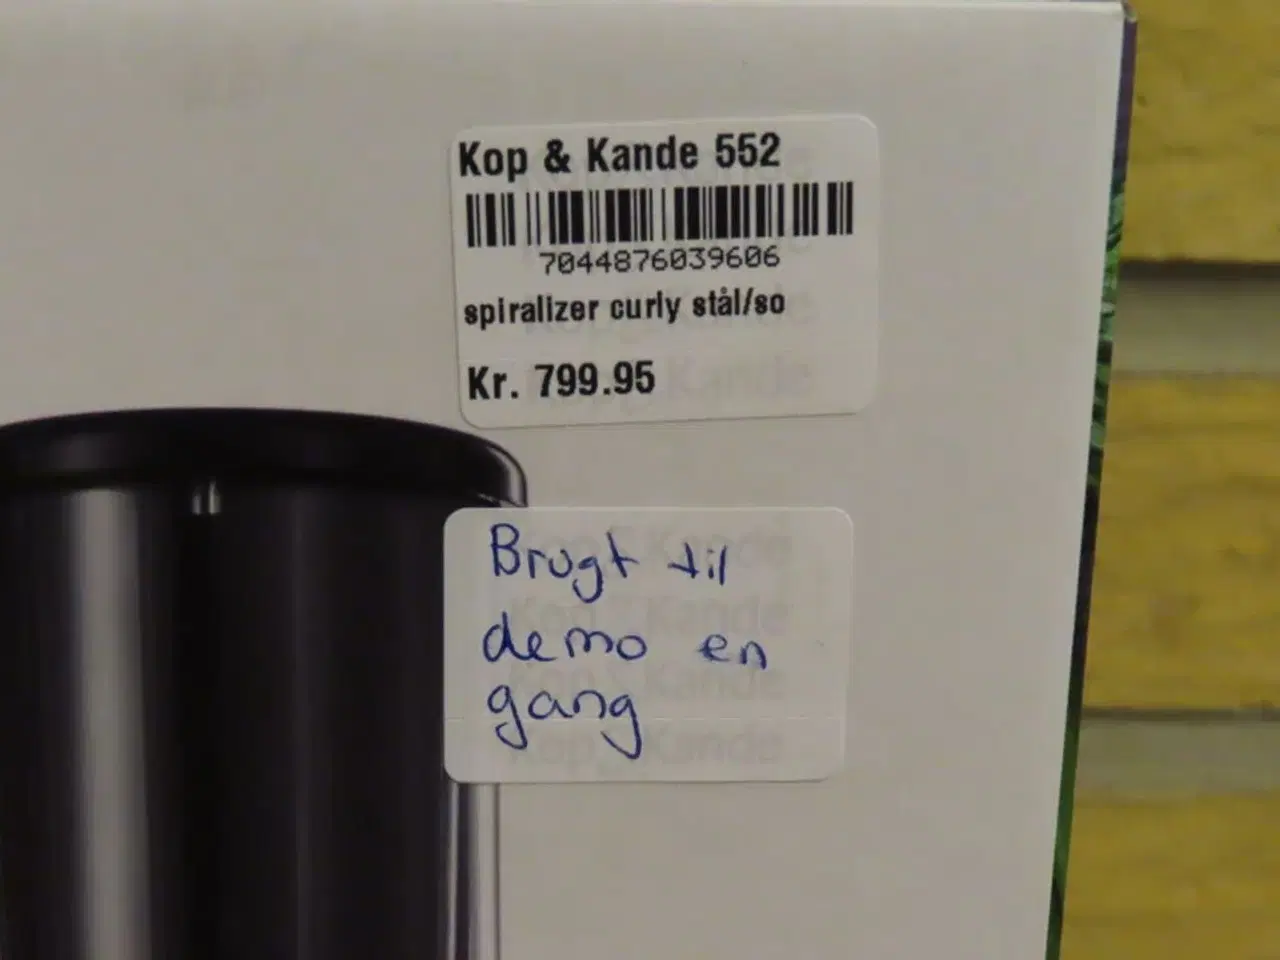 Kop & Kande 552
7044876039606
spiralizer curly stål/so
Kr. 799.95
Brugt til
demo en
gang